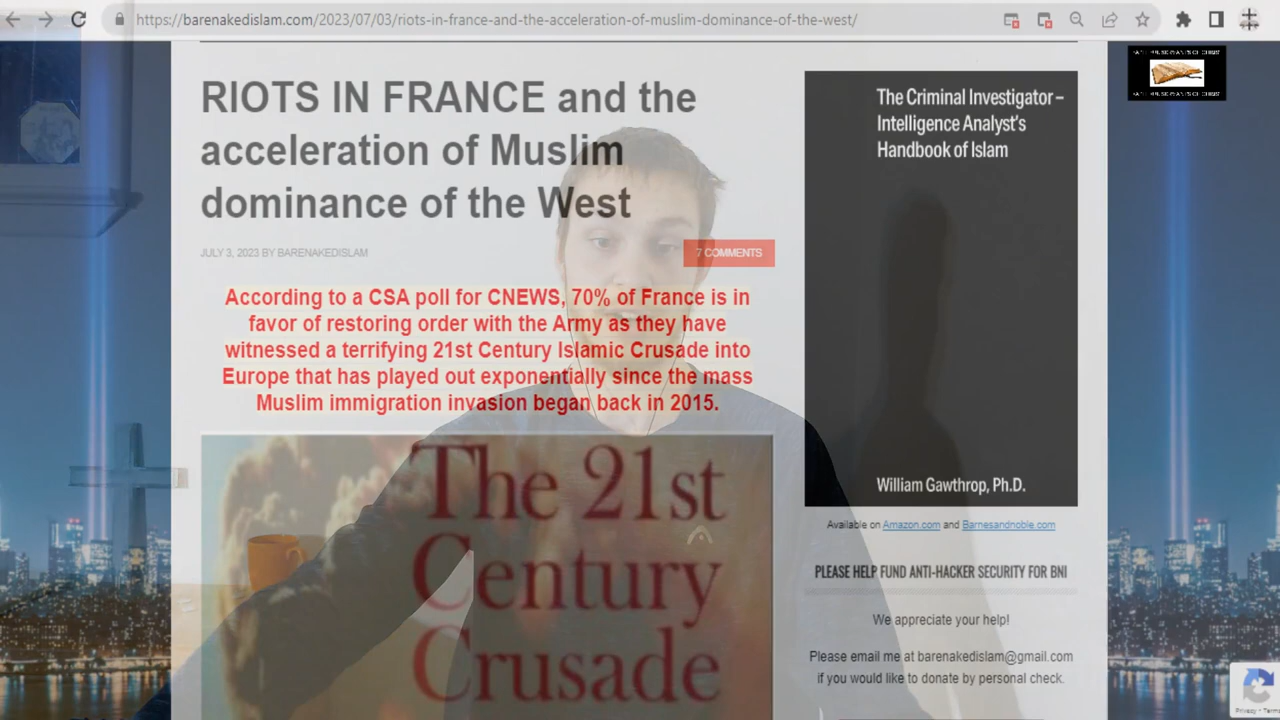 https://barenakedislam.com/2023/07/03/riots-in-france-and-the-acceleration-of-muslim-dominance-of-the-west/
RIOTS IN FRANCE and the
acceleration of Muslim
dominance of the West
JULY 3, 2023 BY BARENAKEDISLAM
7 COMMENTS
According to a CSA poll for CNEWS, 70% of France is in
favor of restoring order with the Army as they have
witnessed a terrifying 21st Century Islamic Crusade into
Europe that has played out exponentially since the mass
Muslim immigration invasion began back in 2015.
The 21st
Century
Crusade
The Criminal Investigator –
Intelligence Analyst's
Handbook of Islam
William Gawthrop, Ph.D.
Available on Amazon.com and Barnesandnoble.com
PLEASE HELP FUND ANTI-HACKER SECURITY FOR BNI
We appreciate your help!
Please email me at barenakedislam@gmail.com
if you would like to donate by personal check.
Privacy - Terms